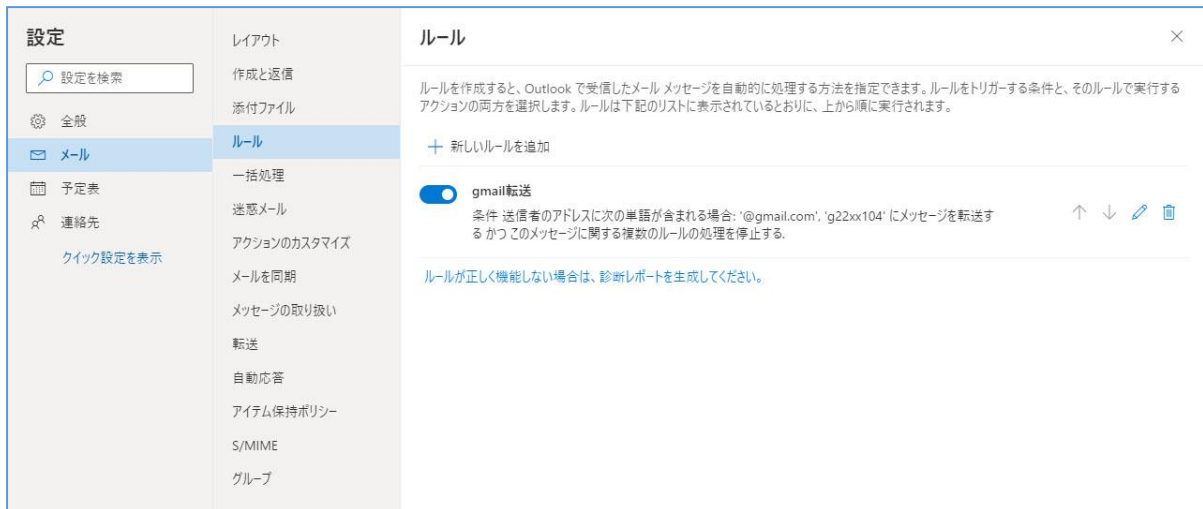 設定
設定を検索
全般
メール
予定表
連絡先
クイック設定を表示
レイアウト
作成と返信
添付ファイル
ルール
一括処理
迷惑メール
アクションのカスタマイズ
メールを同期
メッセージの取り扱い
転送
自動応答
アイテム保持ポリシー
S/MIME
グループ
ルール
ルールを作成すると、Outlook で受信したメール メッセージを自動的に処理する方法を指定できます。ルールをトリガーする条件と、そのルールで実行する
アクションの両方を選択します。ルールは下記のリストに表示されているとおりに、上から順に実行されます。
新しいルールを追加
gmail転送
条件 送信者のアドレスに次の単語が含まれる場合: '@gmail.com', 'g22xx104' にメッセージを転送す
る かつ このメッセージに関する複数のルールの処理を停止する.
ルールが正しく機能しない場合は、診断レポートを生成してください。